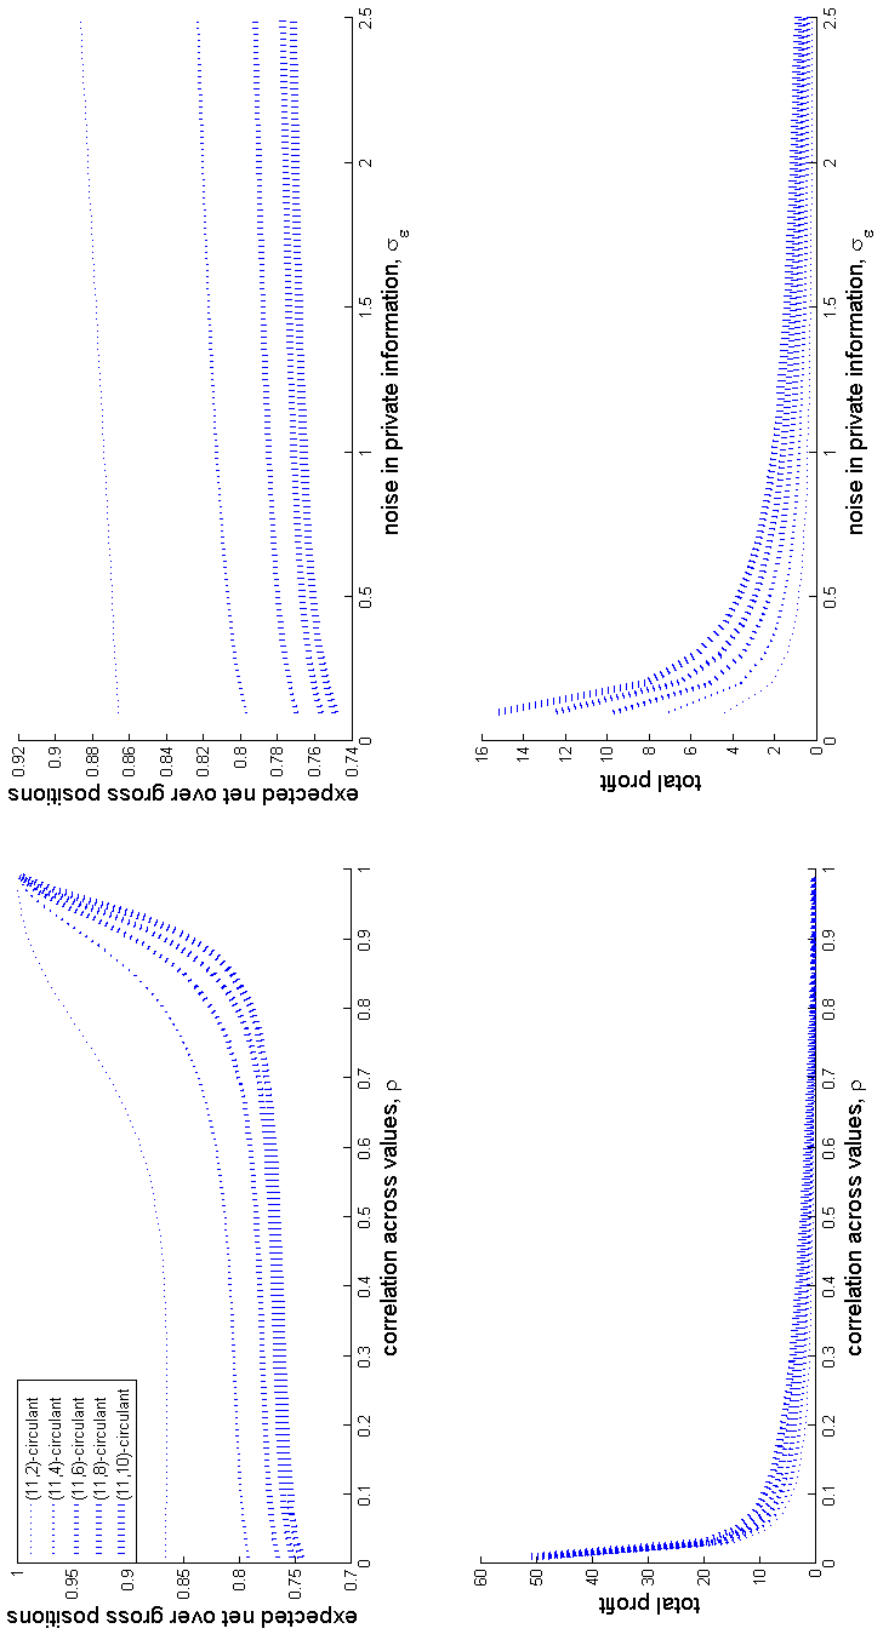 expected net over gross positions
1
0.95
0.9
0.85
0.8
0.75
0.7
(11,2)-circulant
(11,4)-circulant
(11,6)-circulant
(11,8)-circulant
(11,10)-circulant
0 0.1 0.2 0.3 0.4 0.5 0.6 0.7 0.8 0.9 1
correlation across values, ρ
expected net over gross positions
0.92
0.9
0.88
0.86
0.84
0.82
0.8
0.78
0.76
0.74
0 0.5 1 1.5 2 2.5
noise in private information, σε
total profit
60
50
40
30
20
10
0
0 0.1 0.2 0.3 0.4 0.5 0.6 0.7 0.8 0.9 1
correlation across values, ρ
total profit
16
14
12
10
8
6
4
2
0
0 0.5 1 1.5 2 2.5
noise in private information, σε